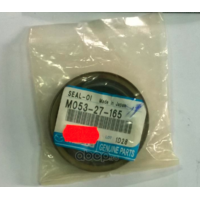 SEAL-OI MADE IN JAPAN
M053-27-165
GENUINE PARTS